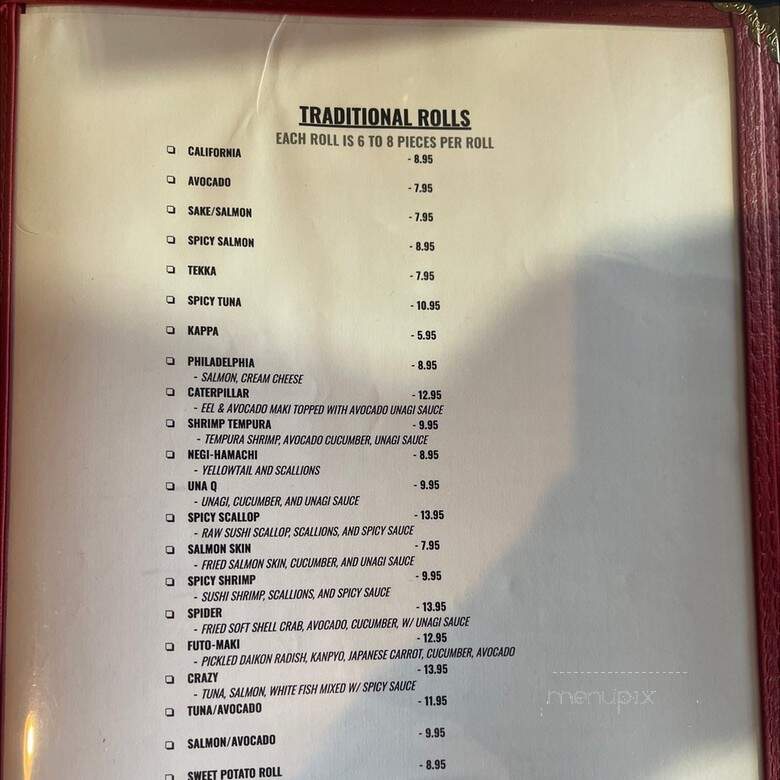 TRADITIONAL ROLLS
EACH ROLL IS 6 TO 8 PIECES PER ROLL
CALIFORNIA - 8.95
AVOCADO - 7.95
SAKE/SALMON - 7.95
SPICY SALMON - 8.95
TEKKA - 7.95
SPICY TUNA - 10.95
KAPPA - 5.95
PHILADELPHIA - 8.95
- SALMON, CREAM CHEESE
CATERPILLAR - 12.95
- EEL & AVOCADO MAKI TOPPED WITH AVOCADO UNAGI SAUCE
SHRIMP TEMPURA - 9.95
- TEMPURA SHRIMP, AVOCADO CUCUMBER, UNAGI SAUCE
NEGI-HAMACHI - 8.95
- YELLOWTAIL AND SCALLIONS
UNA Q - 9.95
- UNAGI, CUCUMBER, AND UNAGI SAUCE
SPICY SCALLOP - 13.95
- RAW SUSHI SCALLOP, SCALLIONS, AND SPICY SAUCE
SALMON SKIN - 7.95
- FRIED SALMON SKIN, CUCUMBER, AND UNAGI SAUCE
SPICY SHRIMP - 9.95
- SUSHI SHRIMP, SCALLIONS, AND SPICY SAUCE
SPIDER - 13.95
- FRIED SOFT SHELL CRAB, AVOCADO, CUCUMBER, W/ UNAGI SAUCE
FUTO-MAKI - 12.95
- PICKLED DAIKON RADISH, KANPYO, JAPANESE CARROT, CUCUMBER, AVOCADO
CRAZY - 13.95
- TUNA, SALMON, WHITE FISH MIXED W/ SPICY SAUCE
TUNA/AVOCADO - 11.95
SALMON/AVOCADO - 9.95
SWEET POTATO ROLL - 8.95
menupix